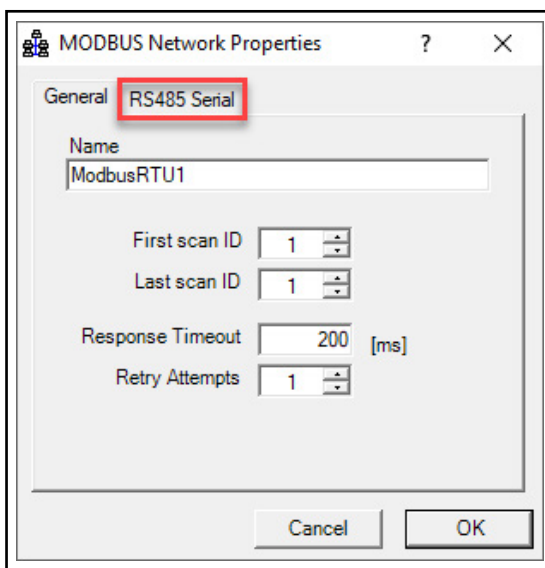 MODBUS Network Properties ? ×
General RS485 Serial
Name
ModbusRTU1
First scan ID 1
Last scan ID 1
Response Timeout 200 [ms]
Retry Attempts 1
Cancel OK